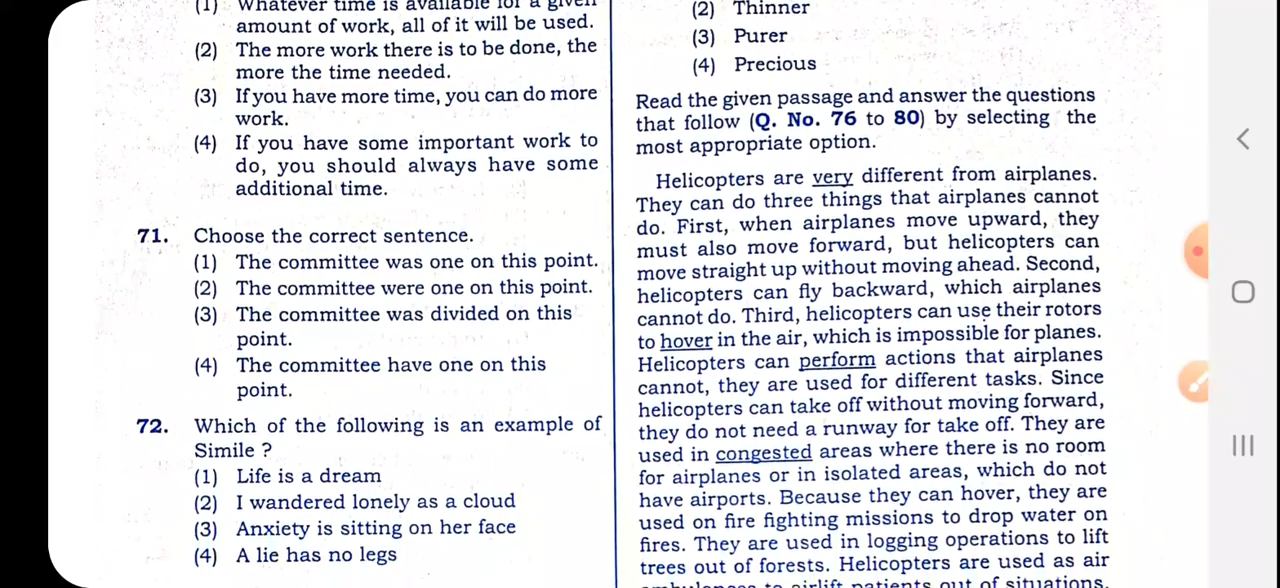 (1) Whatever time is available for a given
amount of work, all of it will be used.
(2) The more work there is to be done, the
more the time needed.
(3) If you have more time, you can do more
work.
(4) If you have some important work to
do, you should always have some
additional time.
71. Choose the correct sentence.
(1) The committee was one on this point.
(2) The committee were one on this point.
(3) The committee was divided on this
point.
(4) The committee have one on this
point.
72. Which of the following is an example of
Simile ?
(1) Life is a dream
(2) I wandered lonely as a cloud
(3) Anxiety is sitting on her face
(4) A lie has no legs
(2) Thinner
(3) Purer
(4) Precious
Read the given passage and answer the questions
that follow (Q. No. 76 to 80) by selecting the
most appropriate option.
Helicopters are very different from airplanes.
They can do three things that airplanes cannot
do. First, when airplanes move upward, they
must also move forward, but helicopters can
move straight up without moving ahead. Second,
helicopters can fly backward, which airplanes
cannot do. Third, helicopters can use their rotors
to hover in the air, which is impossible for planes.
Helicopters can perform actions that airplanes
cannot, they are used for different tasks. Since
helicopters can take off without moving forward,
they do not need a runway for take off. They are
used in congested areas where there is no room
for airplanes or in isolated areas, which do not
have airports. Because they can hover, they are
used on fire fighting missions to drop water on
fires. They are used in logging operations to lift
trees out of forests. Helicopters are used as air
ambulances to airlift patients out of situations,